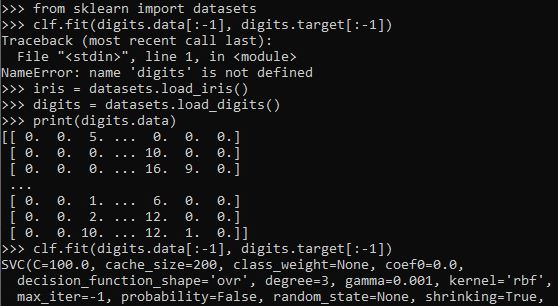 >>> from sklearn import datasets
>>> clf.fit(digits.data[:-1], digits.target[:-1])
Traceback (most recent call last):
  File "<stdin>", line 1, in <module>
NameError: name 'digits' is not defined
>>> iris = datasets.load_iris()
>>> digits = datasets.load_digits()
>>> print(digits.data)
[[ 0.  0.  5. ...  0.  0.  0.]
 [ 0.  0.  0. ... 10.  0.  0.]
 [ 0.  0.  0. ... 16.  9.  0.]
 ...
 [ 0.  0.  1. ...  6.  0.  0.]
 [ 0.  0.  2. ... 12.  0.  0.]
 [ 0.  0. 10. ... 12.  1.  0.]]
>>> clf.fit(digits.data[:-1], digits.target[:-1])
SVC(C=100.0, cache_size=200, class_weight=None, coef0=0.0,
  decision_function_shape='ovr', degree=3, gamma=0.001, kernel='rbf',
  max_iter=-1, probability=False, random_state=None, shrinking=True,